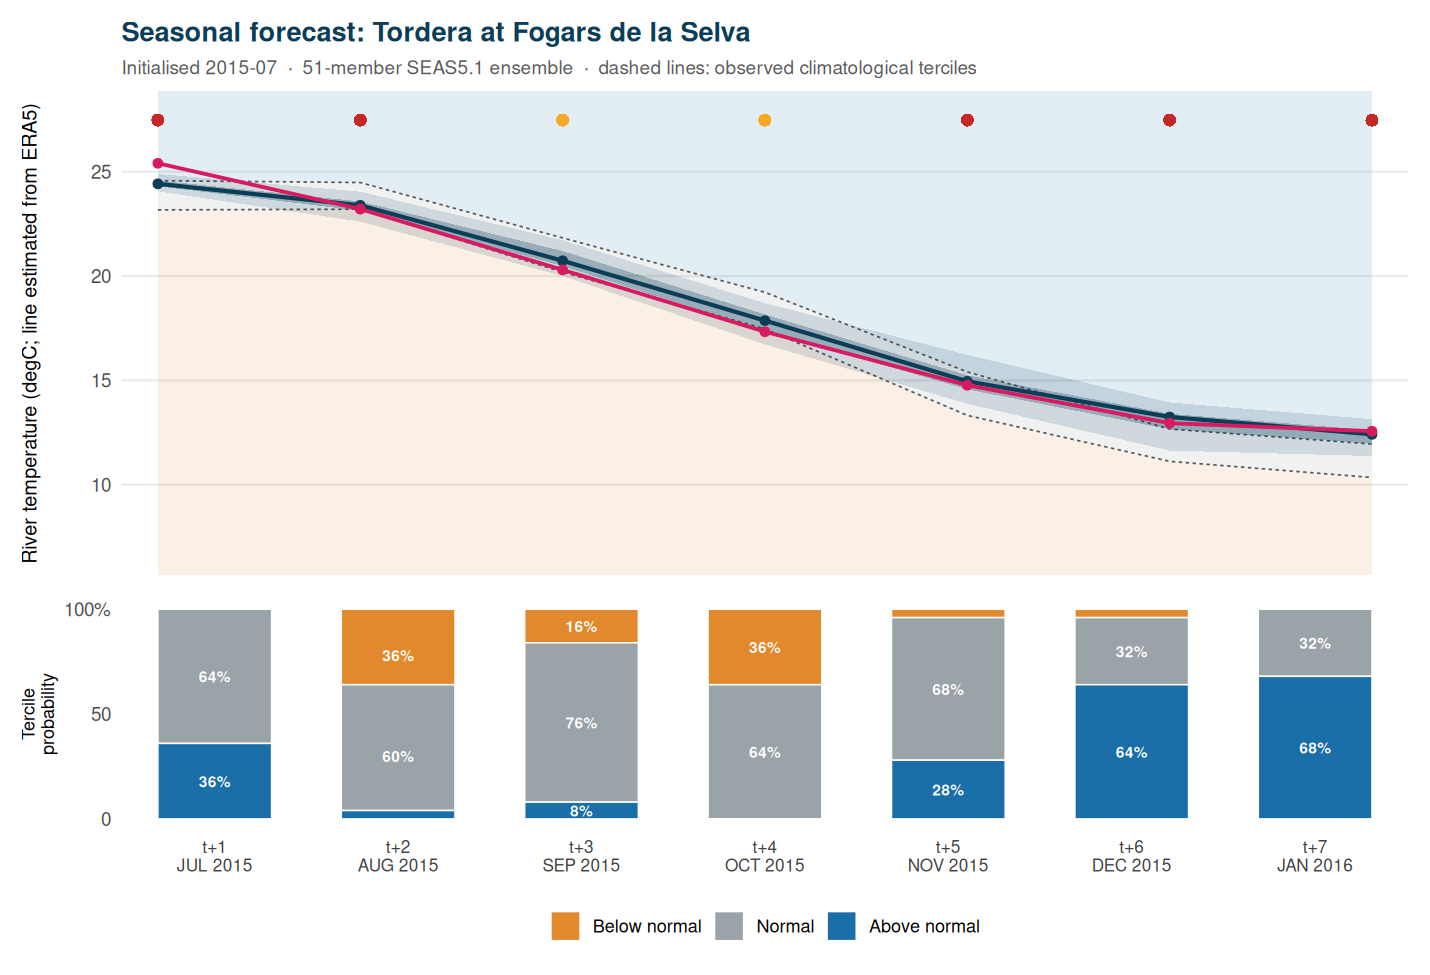 Seasonal forecast: Tordera at Fogars de la Selva
Initialised 2015-07 · 51-member SEAS5.1 ensemble · dashed lines: observed climatological terciles
River temperature (degC; line estimated from ERA5)
25
20
15
10
Tercile
probability
100%
50
0
64%
36%
36%
60%
16%
76%
8%
36%
64%
68%
28%
32%
64%
32%
68%
t+1
JUL 2015
t+2
AUG 2015
t+3
SEP 2015
t+4
OCT 2015
t+5
NOV 2015
t+6
DEC 2015
t+7
JAN 2016
Below normal
Normal
Above normal